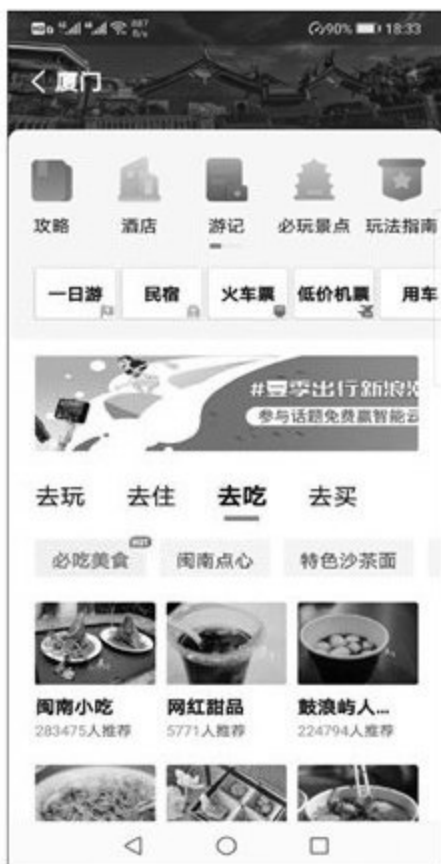 887
B/s
90% 18:33
厦门
攻略 酒店 游记 必玩景点 玩法指南
一日游 民宿 火车票 低价机票 用车
#夏季出行新浪潮
参与话题免费赢智能云
去玩 去住 去吃 去买
必吃美食 HOT 闽南点心 特色沙茶面
闽南小吃 网红甜品 鼓浪屿人...
283475人推荐 5771人推荐 224794人推荐